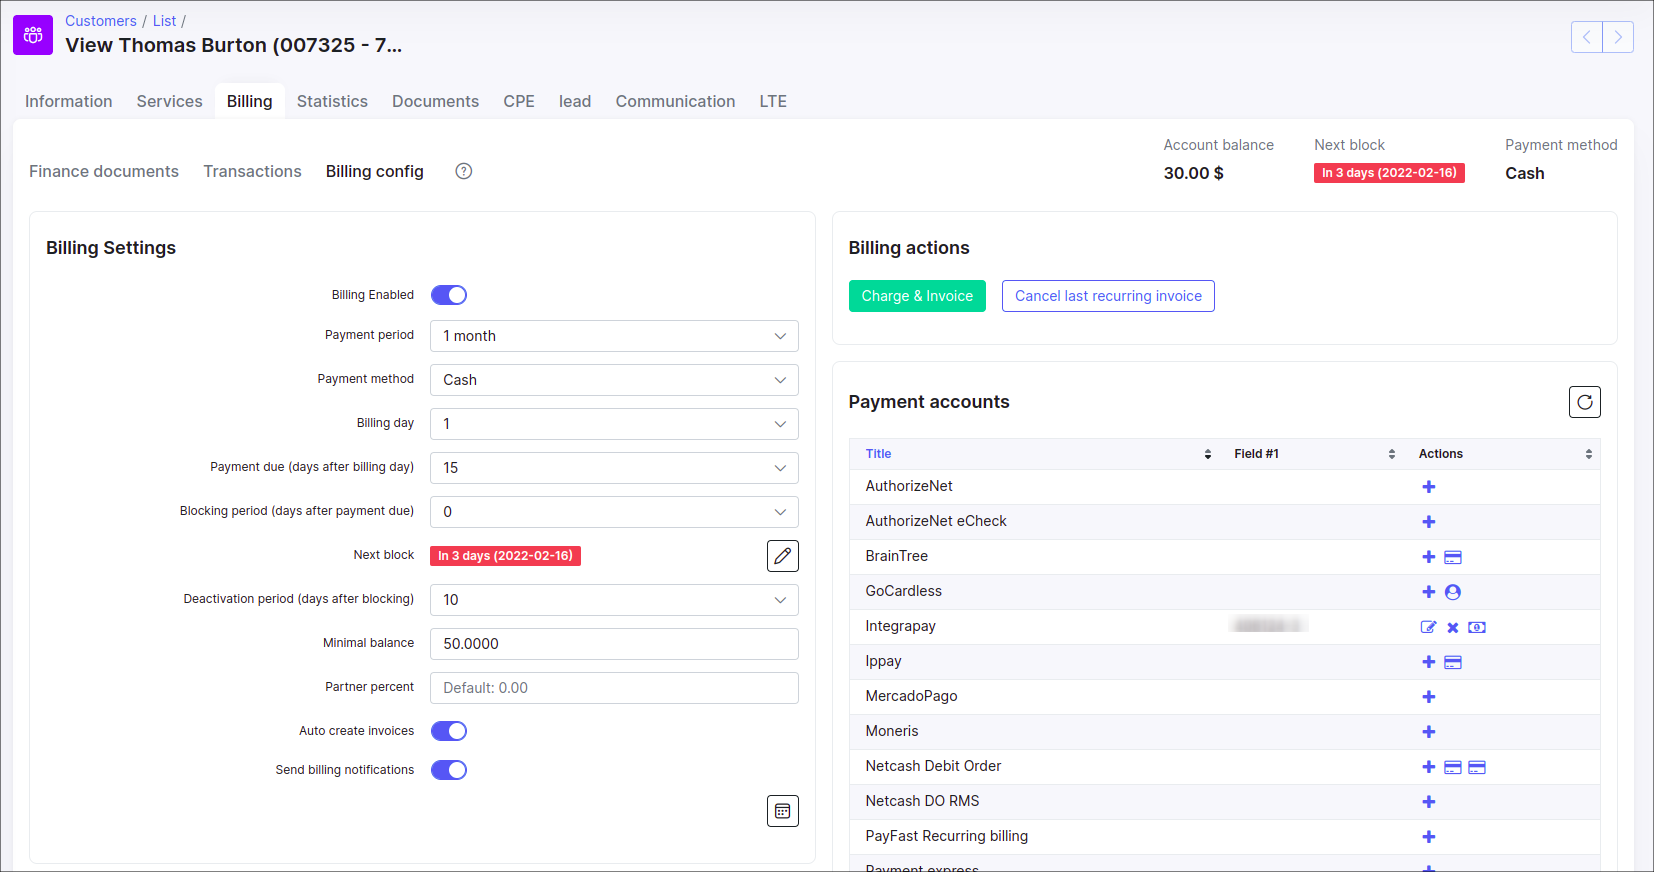 Customers / List /
View Thomas Burton (007325 - 7...
Information Services Billing Statistics Documents CPE lead Communication LTE
Finance documents Transactions Billing config ?
Account balance
30.00 $
Next block
In 3 days (2022-02-16)
Payment method
Cash
Billing Settings
Billing Enabled
Payment period 1 month
Payment method Cash
Billing day 1
Payment due (days after billing day) 15
Blocking period (days after payment due) 0
Next block In 3 days (2022-02-16)
Deactivation period (days after blocking) 10
Minimal balance 50.0000
Partner percent Default: 0.00
Auto create invoices
Send billing notifications
Billing actions
Charge & Invoice Cancel last recurring invoice
Payment accounts
Title Field #1 Actions
AuthorizeNet
AuthorizeNet eCheck
BrainTree
GoCardless
Integrapay
Ippay
MercadoPago
Moneris
Netcash Debit Order
Netcash DO RMS
PayFast Recurring billing
Payment express